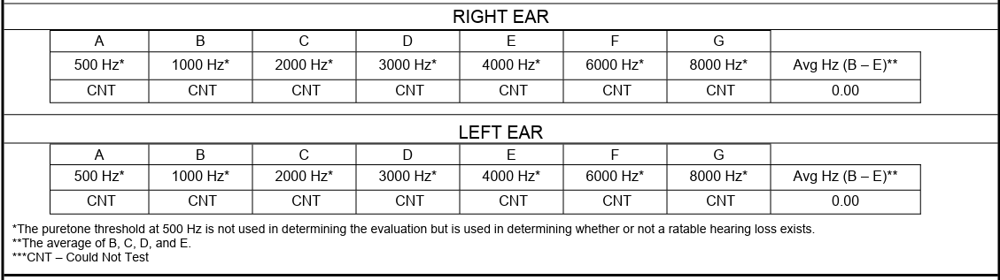 RIGHT EAR
A B C D E F G
500 Hz* 1000 Hz* 2000 Hz* 3000 Hz* 4000 Hz* 6000 Hz* 8000 Hz* Avg Hz (B – E)**
CNT CNT CNT CNT CNT CNT CNT 0.00
LEFT EAR
A B C D E F G
500 Hz* 1000 Hz* 2000 Hz* 3000 Hz* 4000 Hz* 6000 Hz* 8000 Hz* Avg Hz (B – E)**
CNT CNT CNT CNT CNT CNT CNT 0.00
*The puretone threshold at 500 Hz is not used in determining the evaluation but is used in determining whether or not a ratable hearing loss exists.
**The average of B, C, D, and E.
***CNT – Could Not Test